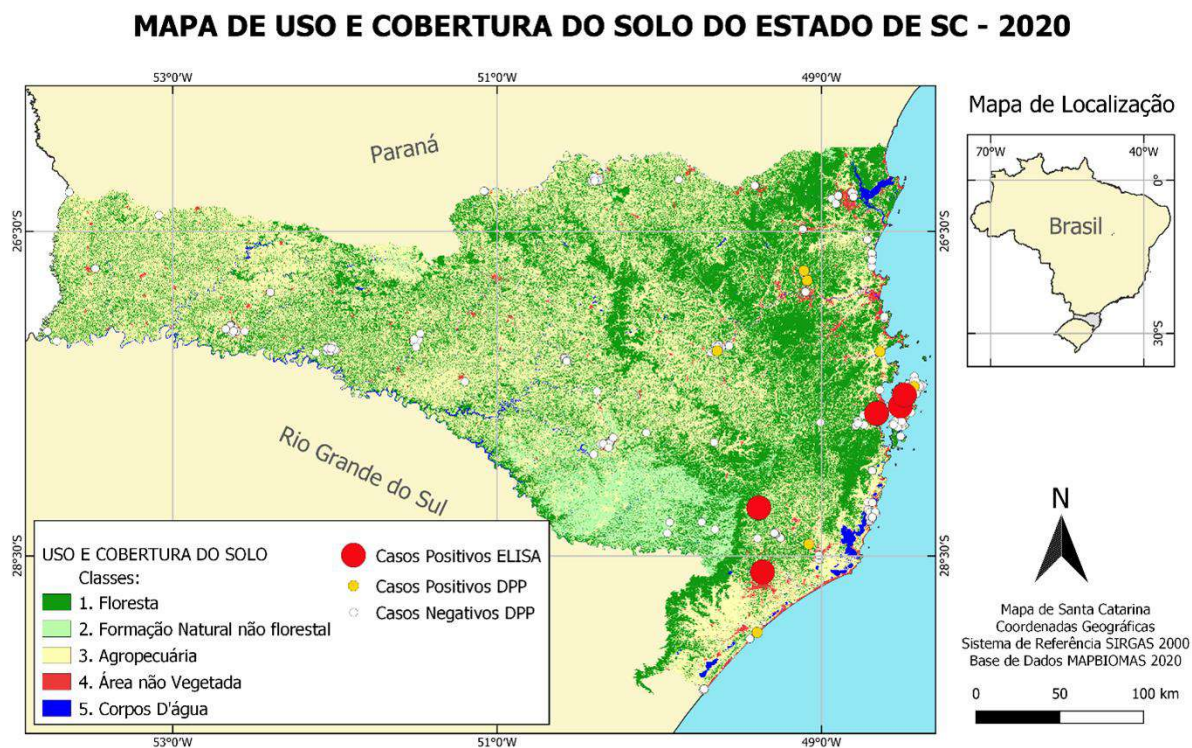 MAPA DE USO E COBERTURA DO SOLO DO ESTADO DE SC - 2020
53°0'W
51°0'W
49°0'W
26°30'S
28°30'S
26°30'S
28°30'S
53°0'W
51°0'W
49°0'W
Paraná
Rio Grande do Sul
USO E COBERTURA DO SOLO
Classes:
1. Floresta
2. Formação Natural não florestal
3. Agropecuária
4. Área não Vegetada
5. Corpos D'água
Casos Positivos ELISA
Casos Positivos DPP
Casos Negativos DPP
Mapa de Localização
70°W
40°W
0°
Brasil
30°S
N
Mapa de Santa Catarina
Coordenadas Geográficas
Sistema de Referência SIRGAS 2000
Base de Dados MAPBIOMAS 2020
0 50 100 km